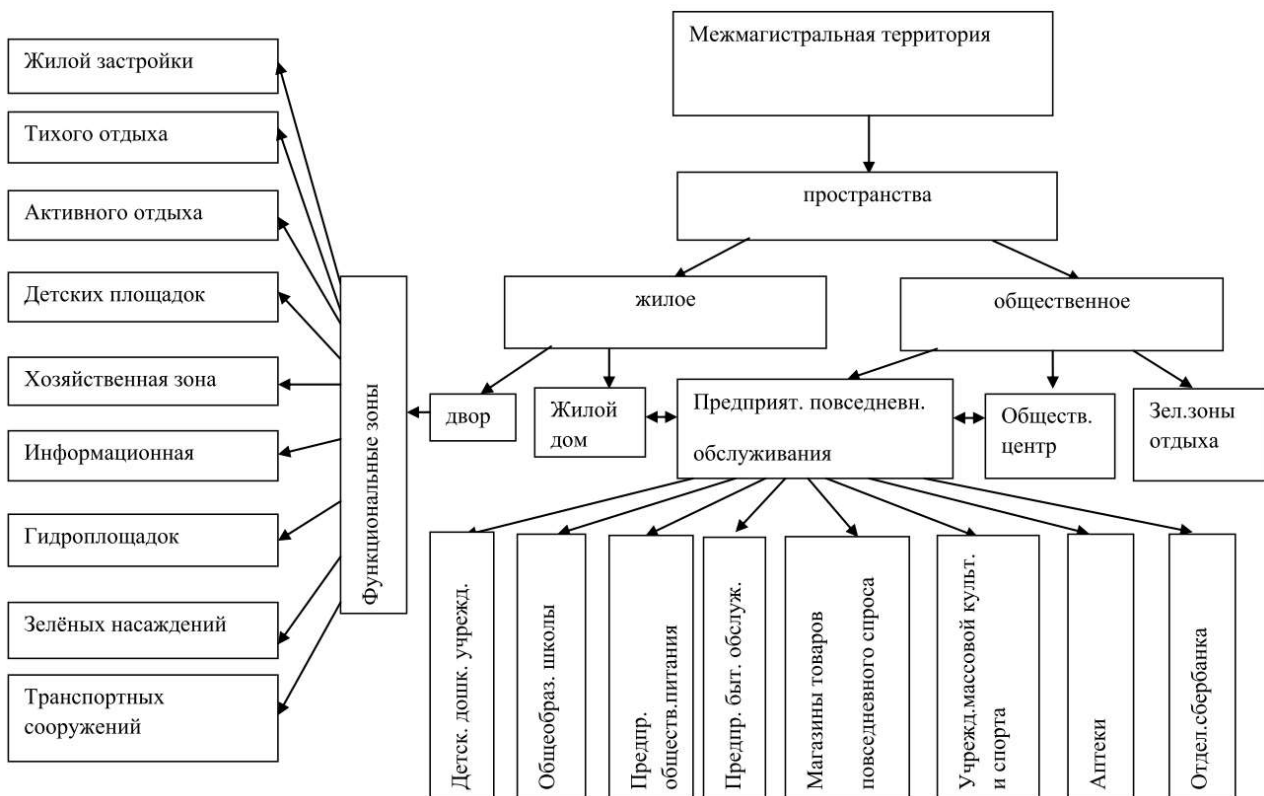 Межмагистральная территория
пространства
жилое
общественное
двор
Жилой
дом
Предприят. повседневн.
обслуживания
Обществ.
центр
Зел.зоны
отдыха
Функциональные зоны
Жилой застройки
Тихого отдыха
Активного отдыха
Детских площадок
Хозяйственная зона
Информационная
Гидроплощадок
Зелёных насаждений
Транспортных
сооружений
Детск. дошк. учрежд.
Общеобраз. школы
Предпр.
обществ.питания
Предпр. быт. обслуж.
Магазины товаров
повседневного спроса
Учрежд.массовой культ.
и спорта
Аптеки
Отдел.сбербанка